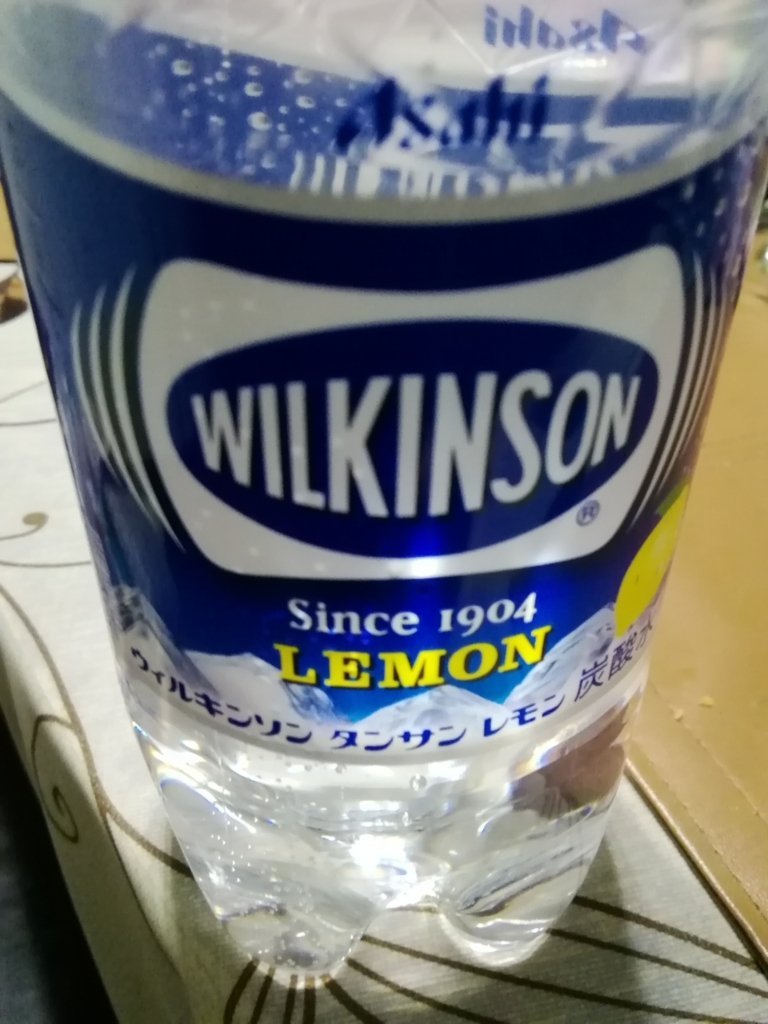 Asahi
Asahi
WILKINSON
®
Since 1904
LEMON
ウィルキンソン タンサン レモン 炭酸水